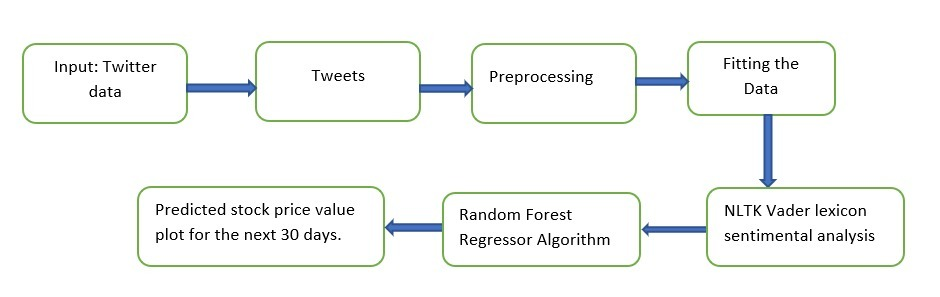 Input: Twitter
data
Tweets
Preprocessing
Fitting the
Data
NLTK Vader lexicon
sentimental analysis
Random Forest
Regressor Algorithm
Predicted stock price value
plot for the next 30 days.